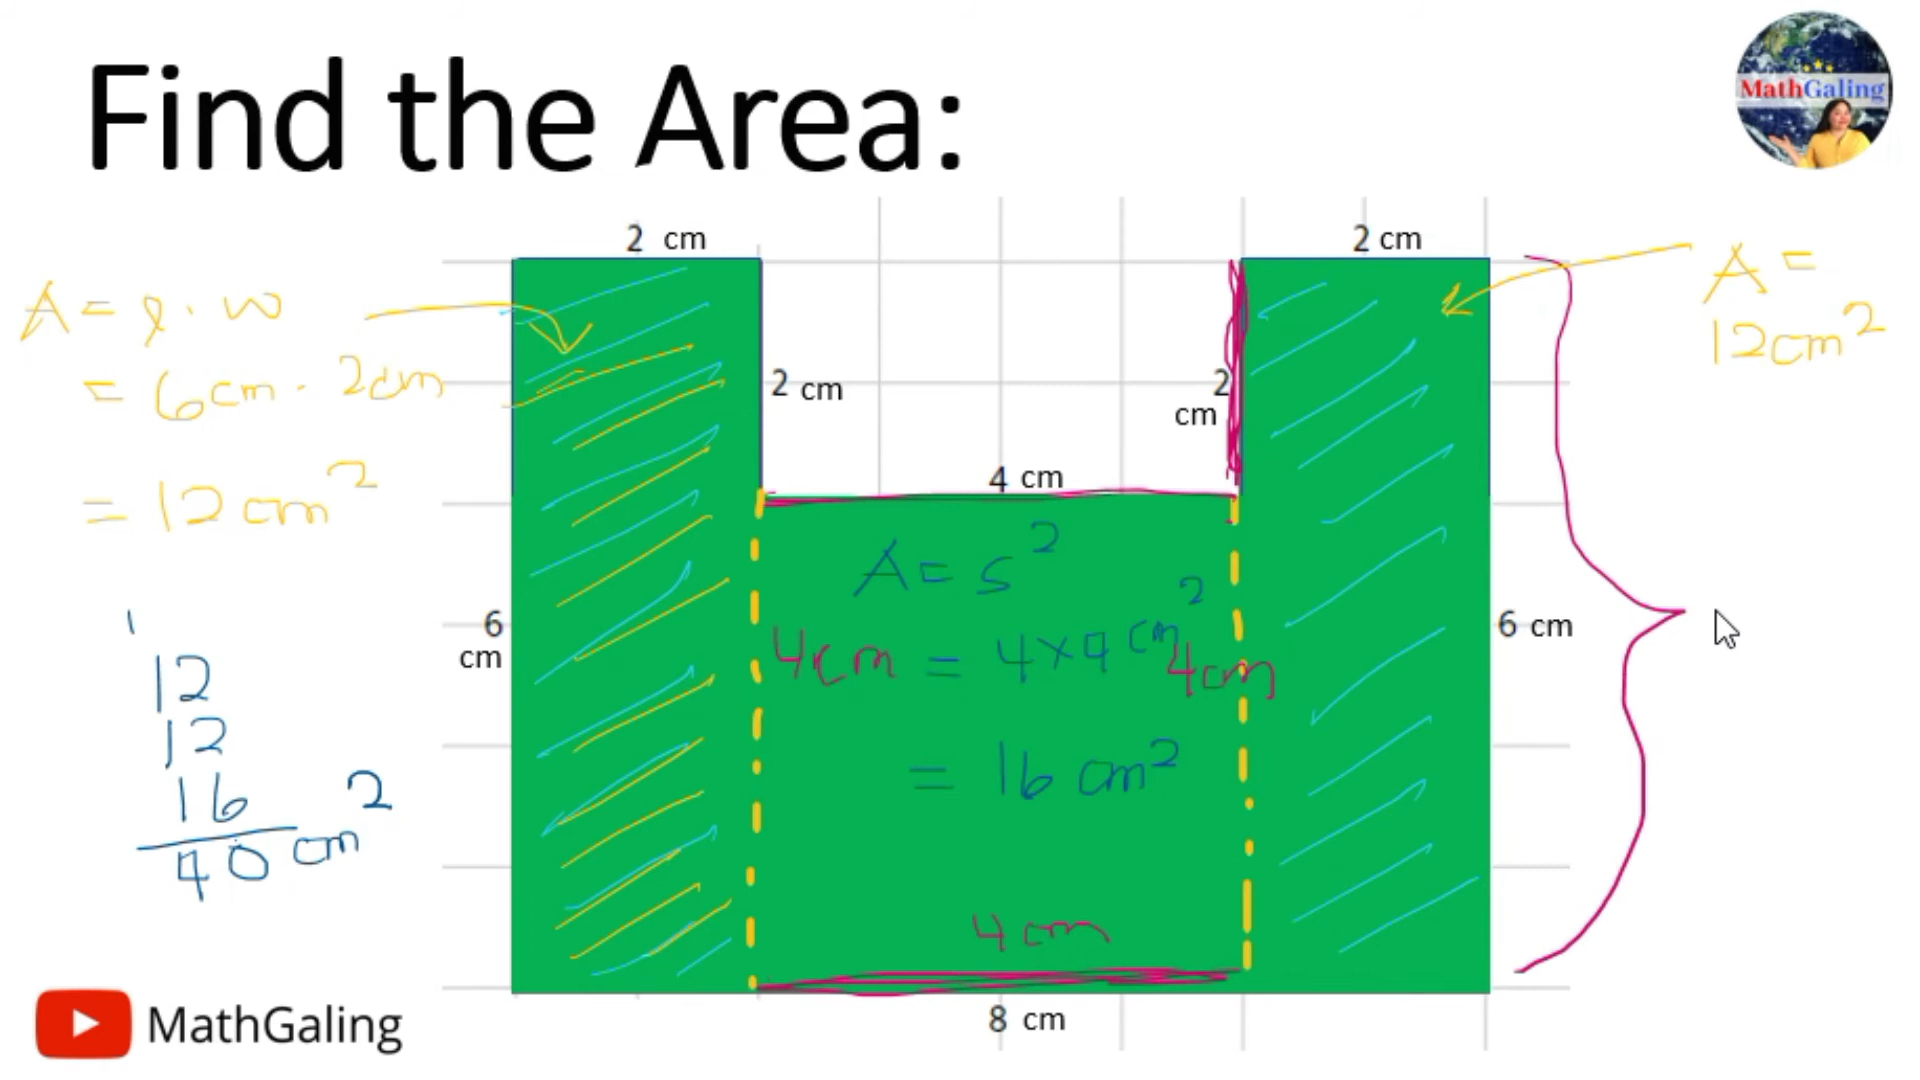 Find the Area:
MathGaling
2 cm
2 cm
A =
12cm²
A = l . w
= 6cm . 2cm
= 12 cm²
2 cm
2
cm
4 cm
A = s²
4cm = 4×4 cm² 4cm
= 16 cm²
6
cm
6 cm
1
12
12
16
40 cm²
4 cm
8 cm
MathGaling